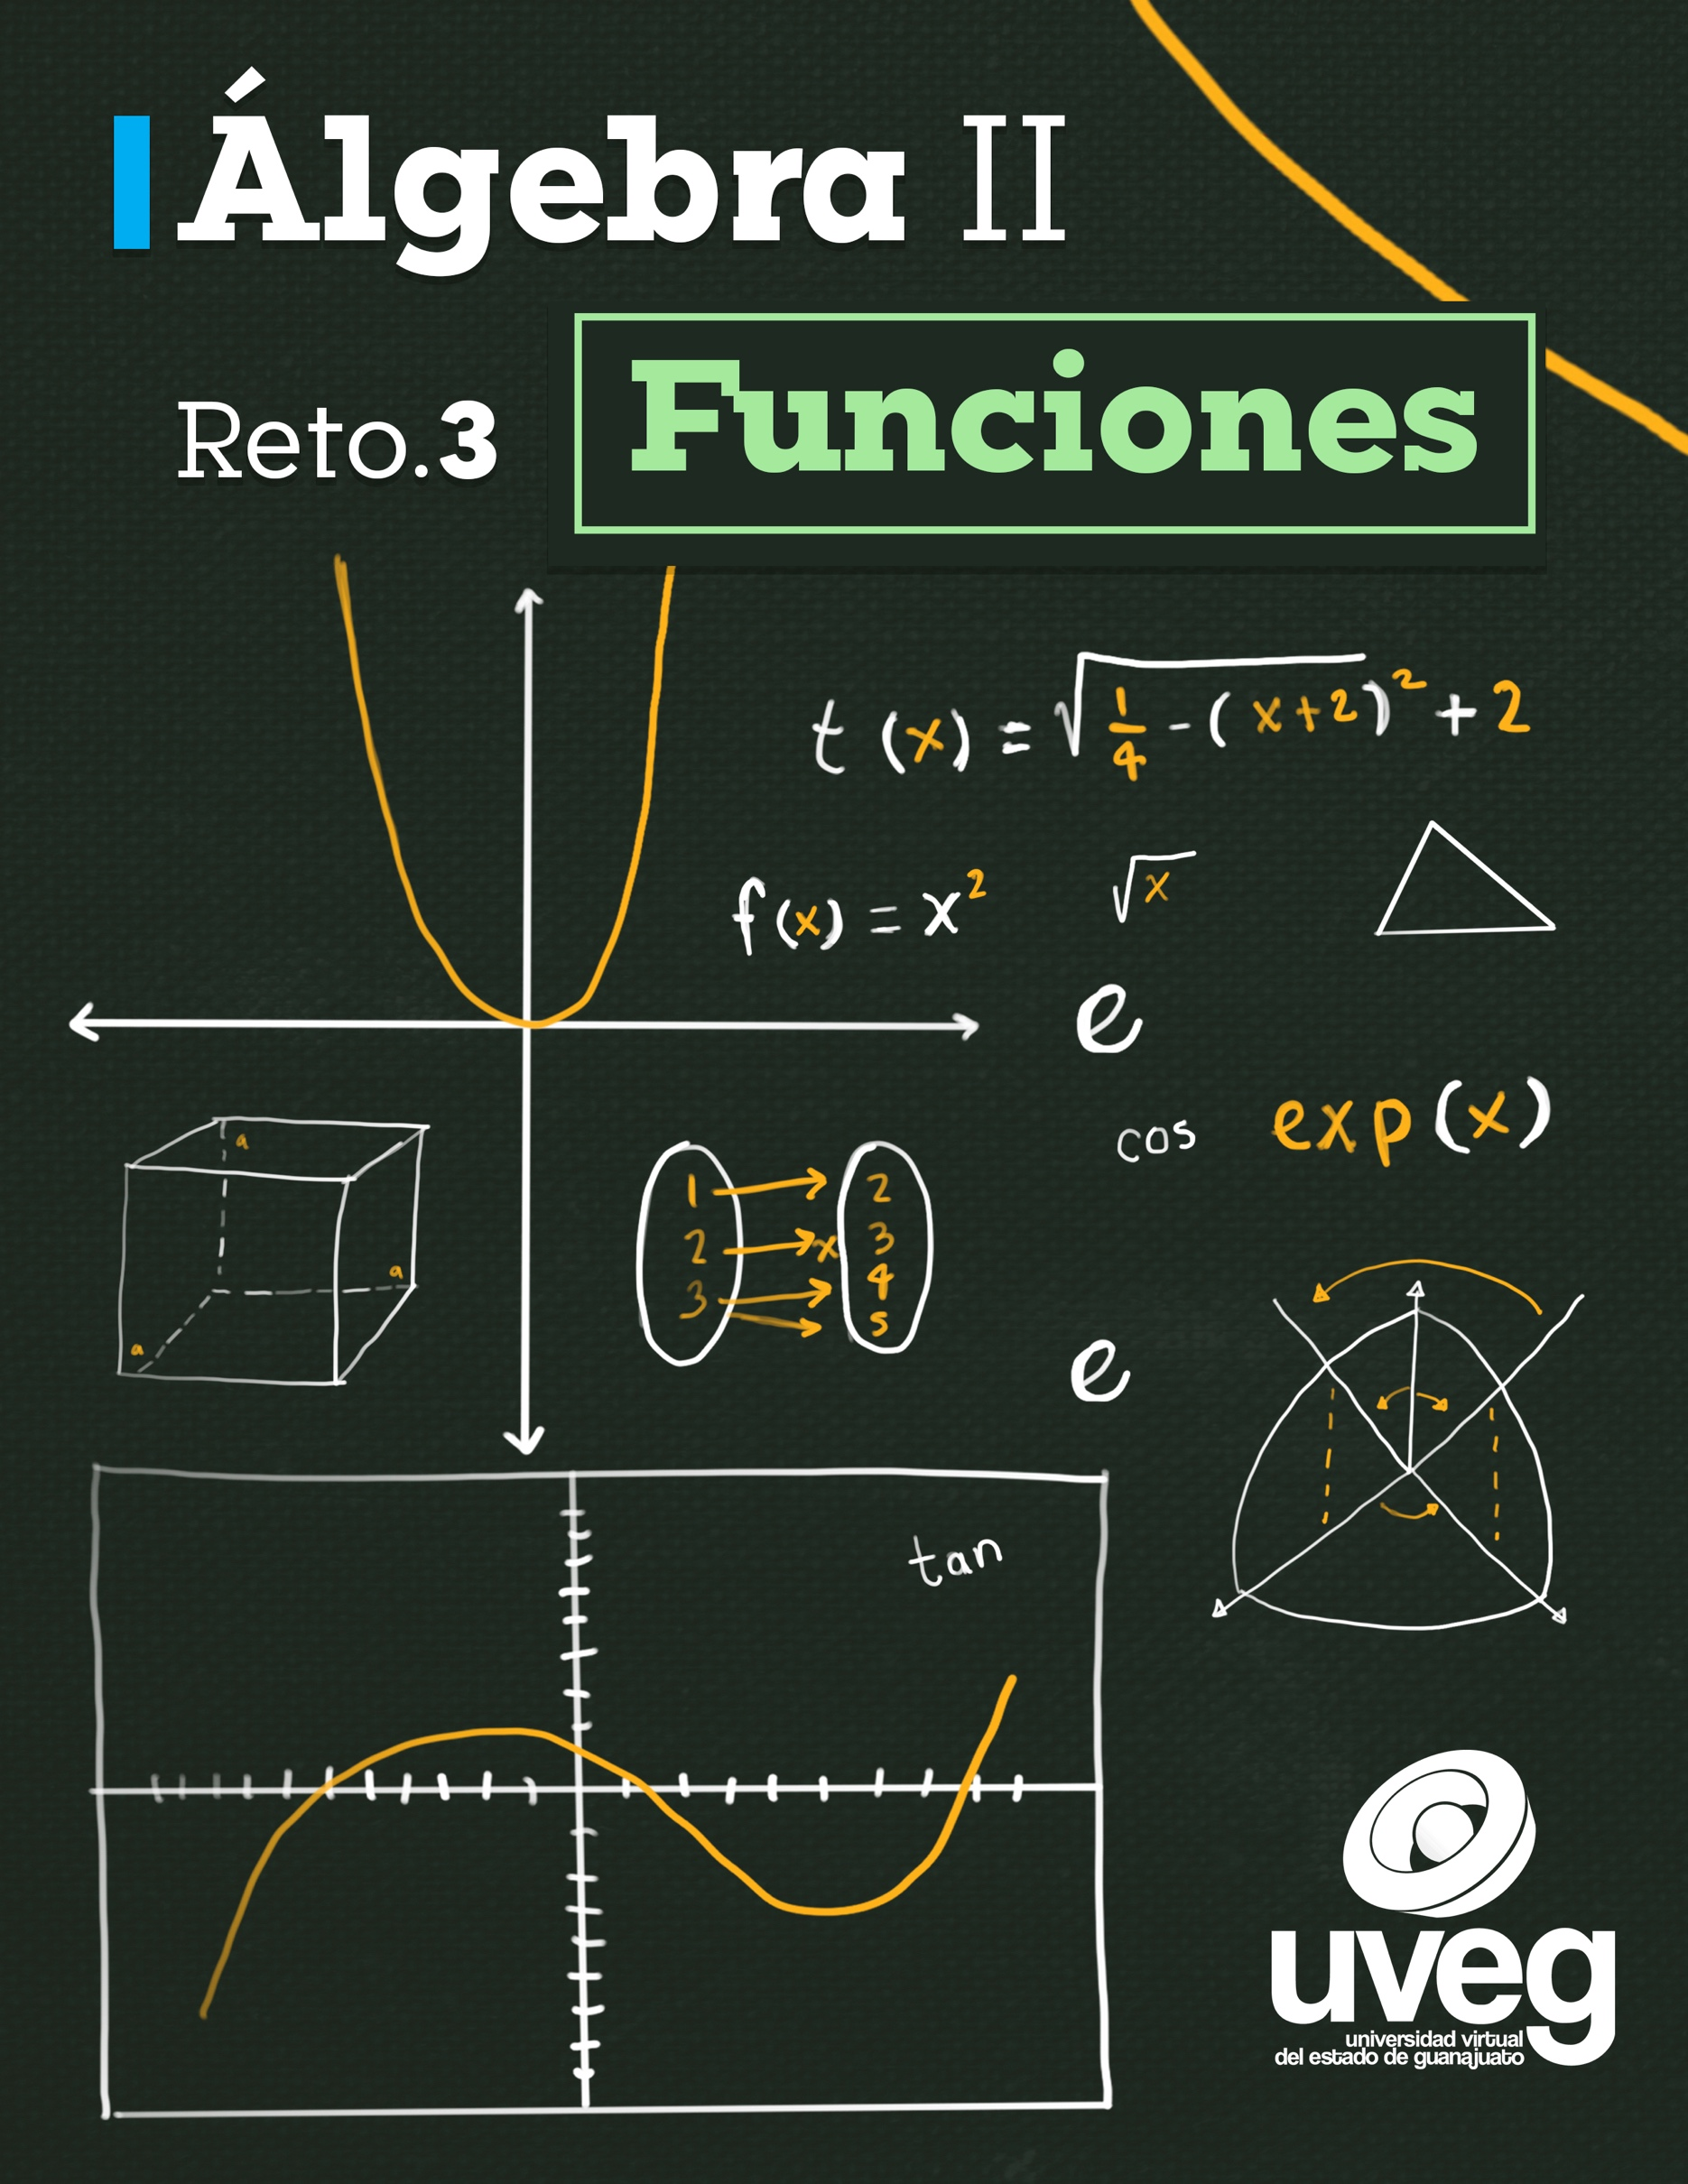 Álgebra II
Reto.3
Funciones
t (x) = √1/4 - (x+2)² + 2
f(x) = x²
√x
e
cos
exp(x)
a
a
a
1
2
3
x
2
3
4
5
e
tan
uveg
universidad virtual
del estado de guanajuato